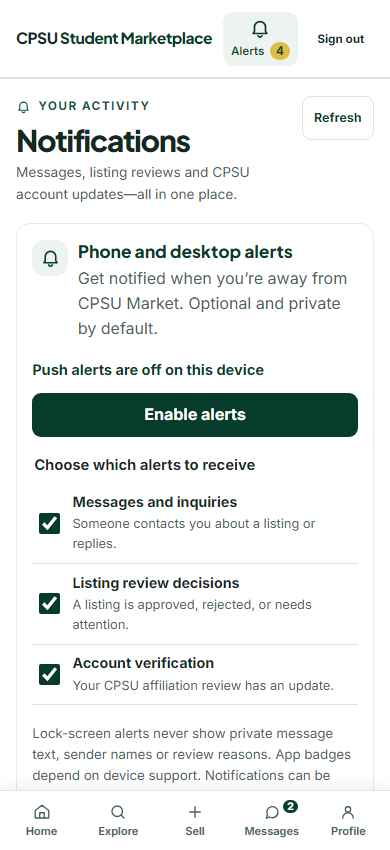 CPSU Student Marketplace
Alerts 4
Sign out
YOUR ACTIVITY
Notifications
Messages, listing reviews and CPSU
account updates—all in one place.
Refresh
Phone and desktop alerts
Get notified when you’re away from
CPSU Market. Optional and private
by default.
Push alerts are off on this device
Enable alerts
Choose which alerts to receive
Messages and inquiries
Someone contacts you about a listing or
replies.
Listing review decisions
A listing is approved, rejected, or needs
attention.
Account verification
Your CPSU affiliation review has an update.
Lock-screen alerts never show private message
text, sender names or review reasons. App badges
depend on device support. Notifications can be
Home
Explore
Sell
Messages 2
Profile